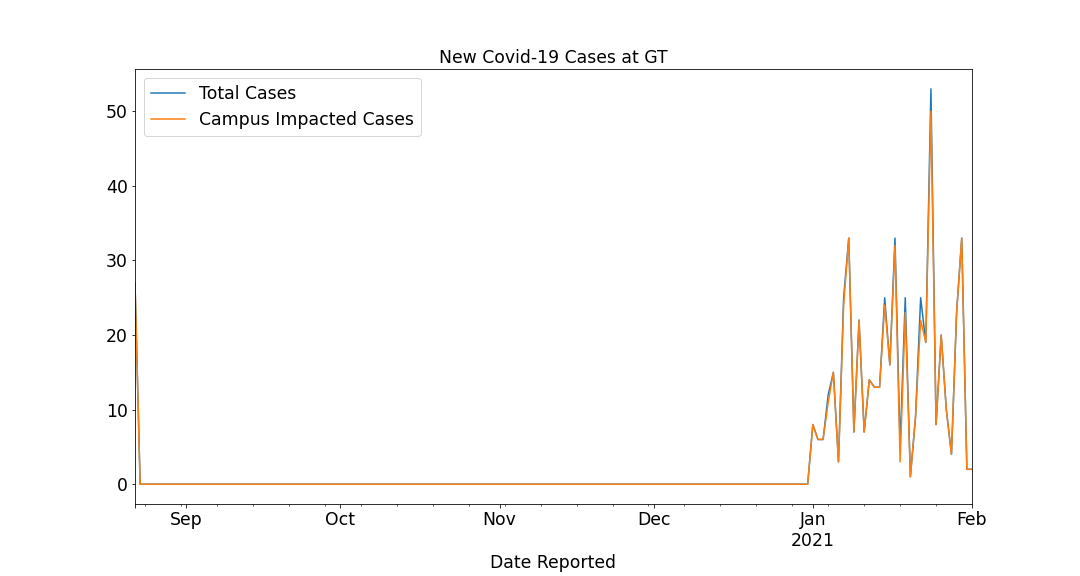 New Covid-19 Cases at GT
Total Cases
Campus Impacted Cases
50
40
30
20
10
0
Sep Oct Nov Dec Jan Feb
2021
Date Reported